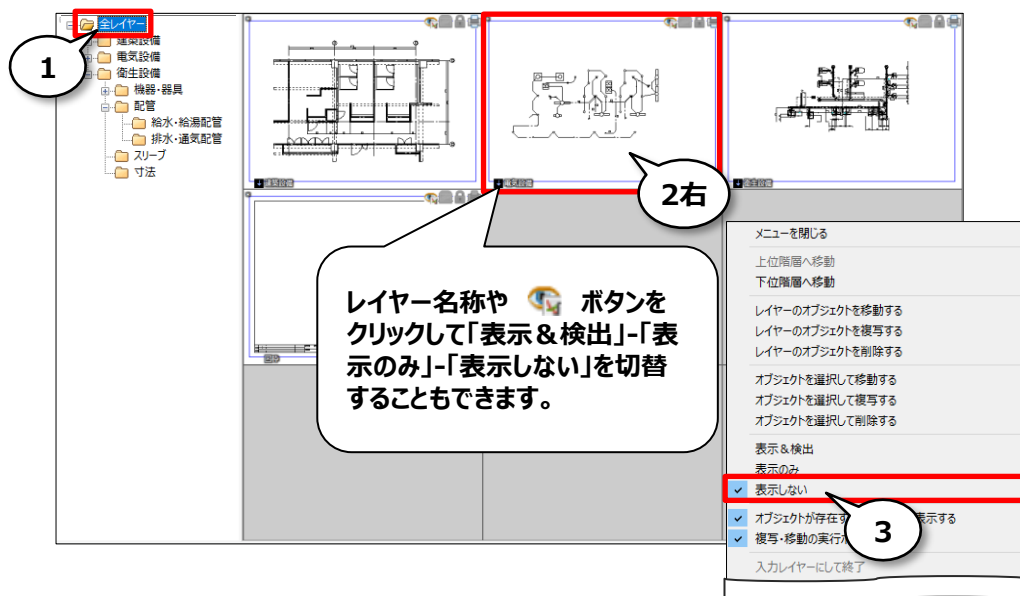 全レイヤー
建築設備
電気設備
衛生設備
機器・器具
配管
給水・給湯配管
排水・通気配管
スリーブ
寸法
1
建築設備
電気設備
衛生設備
2右
レイヤー名称や ボタンを
クリックして「表示＆検出」-「表
示のみ」-「表示しない」を切替
することもできます。
メニューを閉じる
上位階層へ移動
下位階層へ移動
レイヤーのオブジェクトを移動する
レイヤーのオブジェクトを複写する
レイヤーのオブジェクトを削除する
オブジェクトを選択して移動する
オブジェクトを選択して複写する
オブジェクトを選択して削除する
表示＆検出
表示のみ
表示しない
オブジェクトが存在す 表示する
複写・移動の実行
3
入力レイヤーにして終了